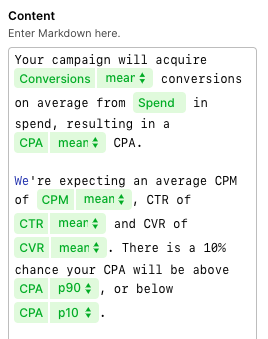 Content
Enter Markdown here.
Your campaign will acquire
Conversions mean conversions
on average from Spend in
spend, resulting in a
CPA mean CPA.
We're expecting an average CPM
of CPM mean, CTR of
CTR mean and CVR of
CVR mean. There is a 10%
chance your CPA will be above
CPA p90, or below
CPA p10.